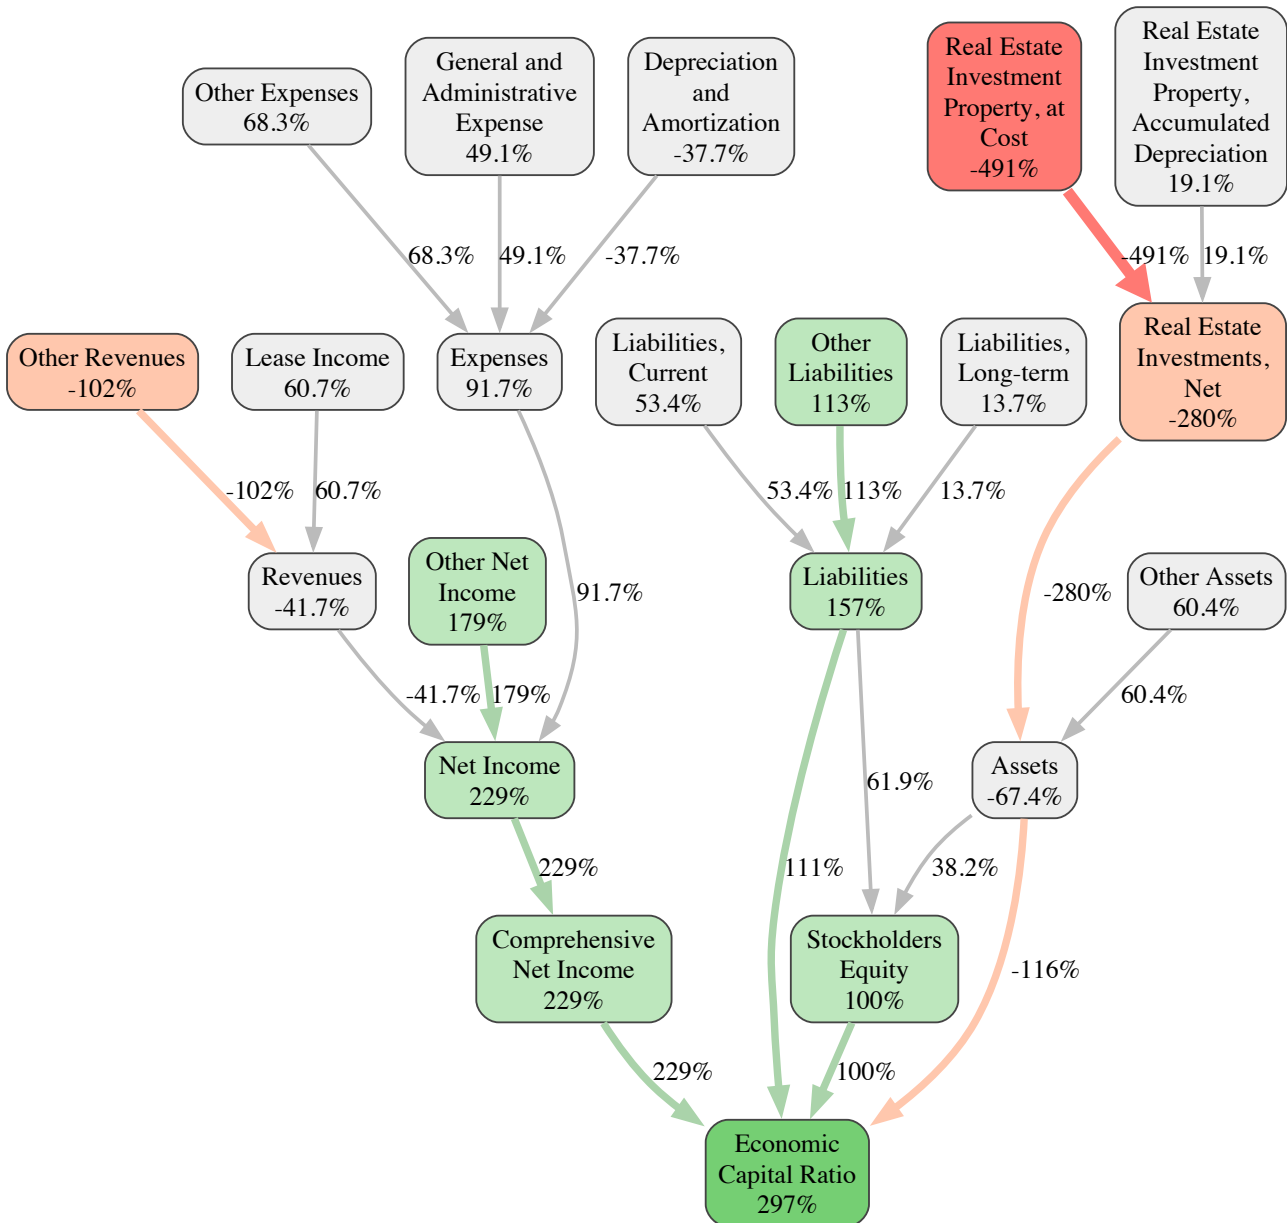 Other Expenses
68.3%
General and
Administrative
Expense
49.1%
Depreciation
and
Amortization
-37.7%
Real Estate
Investment
Property, at
Cost
-491%
Real Estate
Investment
Property,
Accumulated
Depreciation
19.1%
68.3%
49.1%
-37.7%
-491%
19.1%
Other Revenues
-102%
Lease Income
60.7%
Expenses
91.7%
Liabilities,
Current
53.4%
Other
Liabilities
113%
Liabilities,
Long-term
13.7%
Real Estate
Investments,
Net
-280%
-102%
60.7%
53.4%
113%
13.7%
Revenues
-41.7%
Other Net
Income
179%
91.7%
Liabilities
157%
-280%
Other Assets
60.4%
-41.7%
179%
60.4%
Net Income
229%
61.9%
Assets
-67.4%
229%
111%
38.2%
Comprehensive
Net Income
229%
Stockholders
Equity
100%
-116%
229%
100%
Economic
Capital Ratio
297%